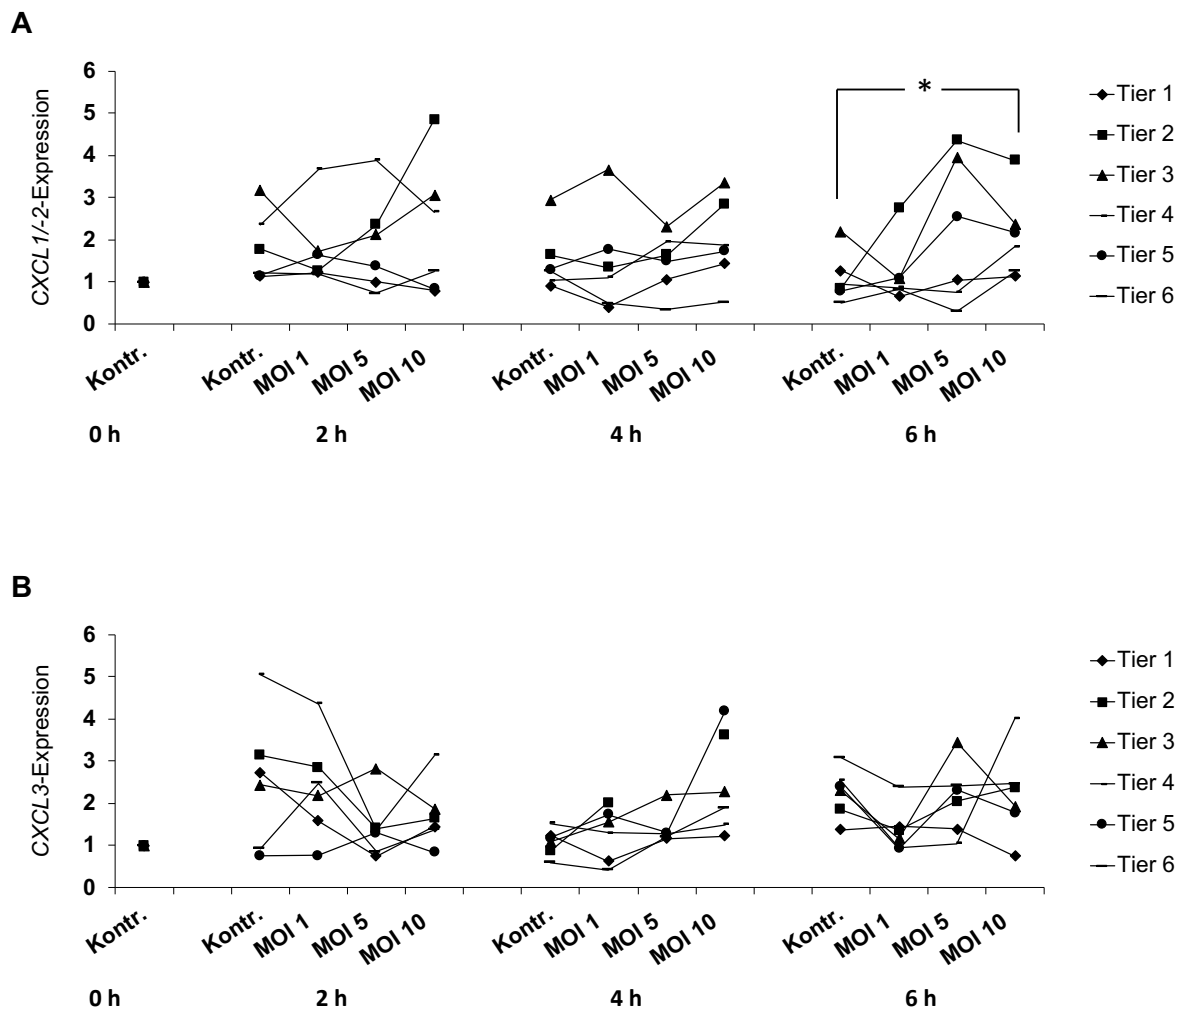 A
CXCL1/-2-Expression
6
5
4
3
2
1
0
*
Tier 1
Tier 2
Tier 3
Tier 4
Tier 5
Tier 6
Kontr.
Kontr.
MOI 1
MOI 5
MOI 10
Kontr.
MOI 1
MOI 5
MOI 10
Kontr.
MOI 1
MOI 5
MOI 10
0 h
2 h
4 h
6 h
B
CXCL3-Expression
6
5
4
3
2
1
0
Tier 1
Tier 2
Tier 3
Tier 4
Tier 5
Tier 6
Kontr.
Kontr.
MOI 1
MOI 5
MOI 10
Kontr.
MOI 1
MOI 5
MOI 10
Kontr.
MOI 1
MOI 5
MOI 10
0 h
2 h
4 h
6 h